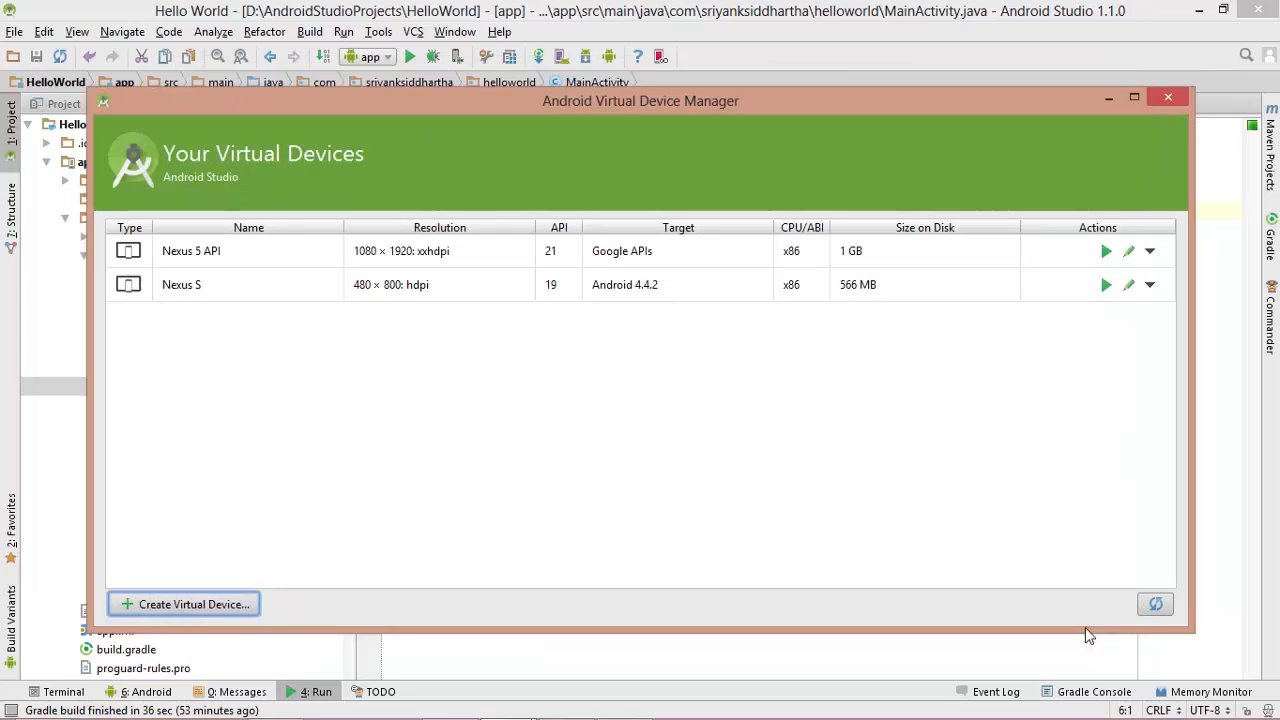 Hello World - [D:\AndroidStudioProjects\HelloWorld] - [app] - ...\app\src\main\java\com\sriyanksiddhartha\helloworld\MainActivity.java - Android Studio 1.1.0
File Edit View Navigate Code Analyze Refactor Build Run Tools VCS Window Help
app
HelloWorld app src main java com sriyanksiddhartha helloworld MainActivity
Android Virtual Device Manager
1: Project
Project
Hello
Your Virtual Devices
Android Studio
Type Name Resolution API Target CPU/ABI Size on Disk Actions
Nexus 5 API 1080 × 1920: xxhdpi 21 Google APIs x86 1 GB
Nexus S 480 × 800: hdpi 19 Android 4.4.2 x86 566 MB
Create Virtual Device...
Z: Structure
2: Favorites
Build Variants
Maven Projects
Gradle
Commander
build.gradle
proguard-rules.pro
Terminal 6: Android 0: Messages 4: Run TODO Event Log Gradle Console Memory Monitor
Gradle build finished in 36 sec (53 minutes ago) 6:1 CRLF UTF-8